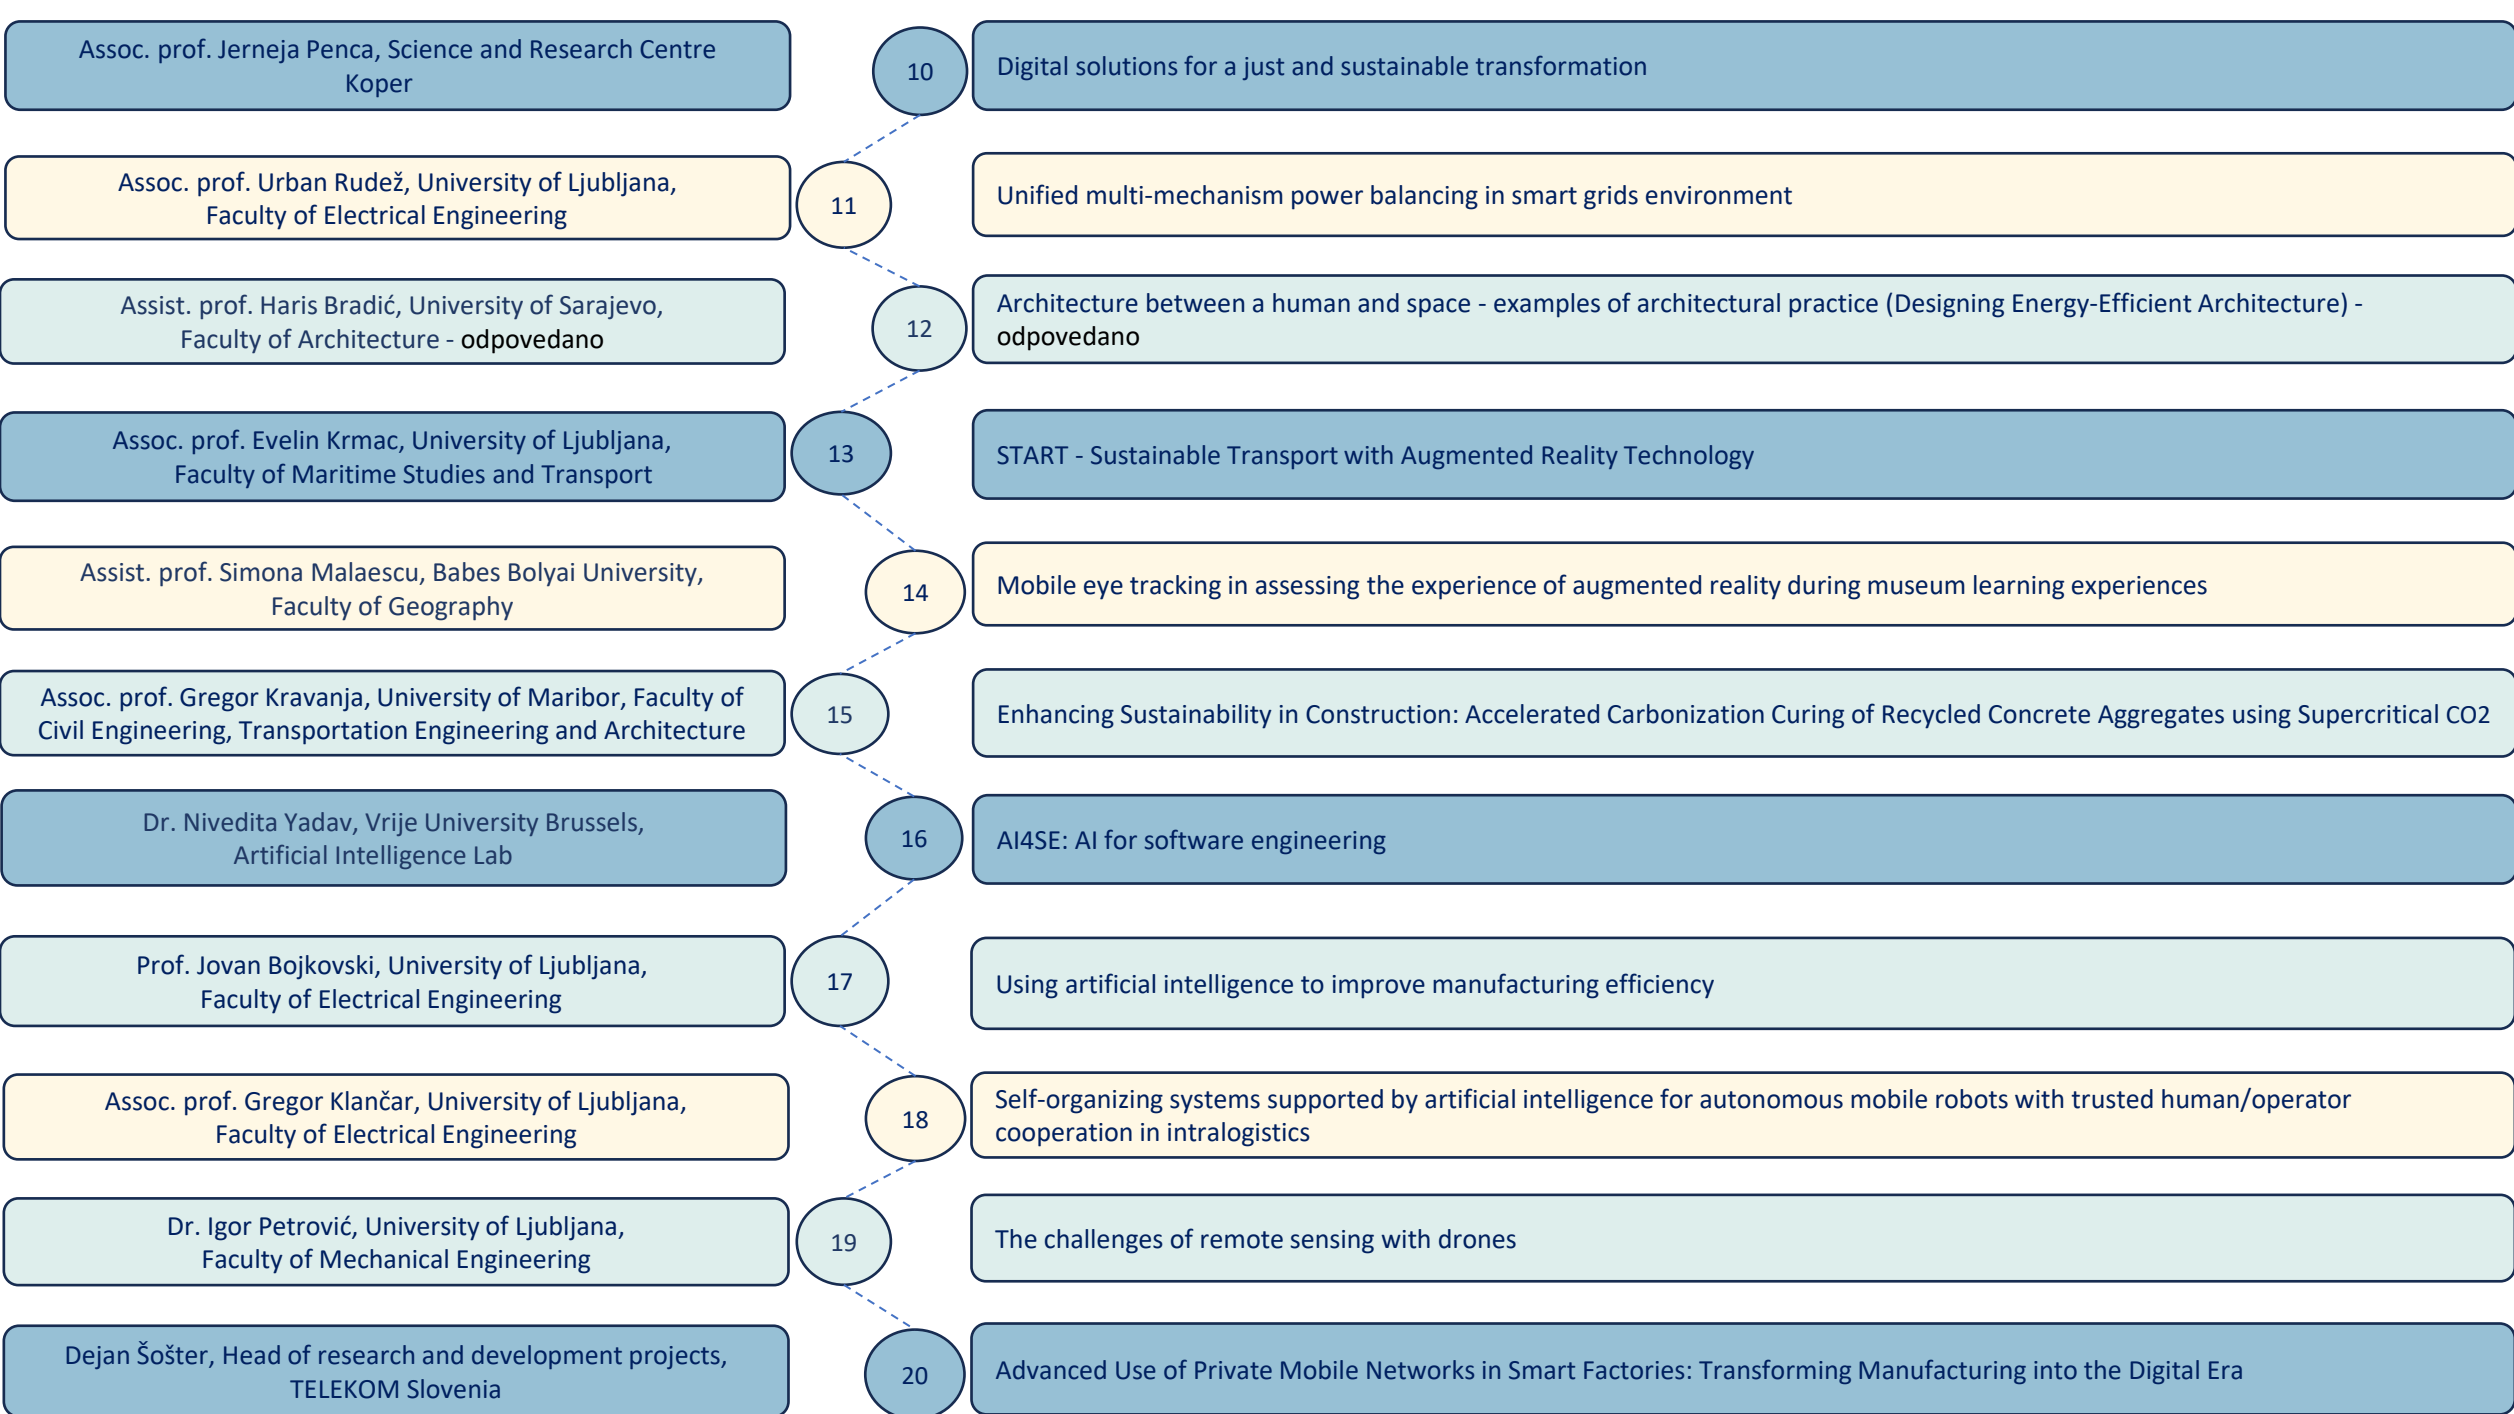 Assoc. prof. Jerneja Penca, Science and Research Centre
Koper
10
Digital solutions for a just and sustainable transformation
Assoc. prof. Urban Rudež, University of Ljubljana,
Faculty of Electrical Engineering
11
Unified multi-mechanism power balancing in smart grids environment
Assist. prof. Haris Bradić, University of Sarajevo,
Faculty of Architecture - odpovedano
12
Architecture between a human and space - examples of architectural practice (Designing Energy-Efficient Architecture) -
odpovedano
Assoc. prof. Evelin Krmac, University of Ljubljana,
Faculty of Maritime Studies and Transport
13
START - Sustainable Transport with Augmented Reality Technology
Assist. prof. Simona Malaescu, Babes Bolyai University,
Faculty of Geography
14
Mobile eye tracking in assessing the experience of augmented reality during museum learning experiences
Assoc. prof. Gregor Kravanja, University of Maribor, Faculty of
Civil Engineering, Transportation Engineering and Architecture
15
Enhancing Sustainability in Construction: Accelerated Carbonization Curing of Recycled Concrete Aggregates using Supercritical CO2
Dr. Nivedita Yadav, Vrije University Brussels,
Artificial Intelligence Lab
16
AI4SE: AI for software engineering
Prof. Jovan Bojkovski, University of Ljubljana,
Faculty of Electrical Engineering
17
Using artificial intelligence to improve manufacturing efficiency
Assoc. prof. Gregor Klančar, University of Ljubljana,
Faculty of Electrical Engineering
18
Self-organizing systems supported by artificial intelligence for autonomous mobile robots with trusted human/operator
cooperation in intralogistics
Dr. Igor Petrović, University of Ljubljana,
Faculty of Mechanical Engineering
19
The challenges of remote sensing with drones
Dejan Šošter, Head of research and development projects,
TELEKOM Slovenia
20
Advanced Use of Private Mobile Networks in Smart Factories: Transforming Manufacturing into the Digital Era